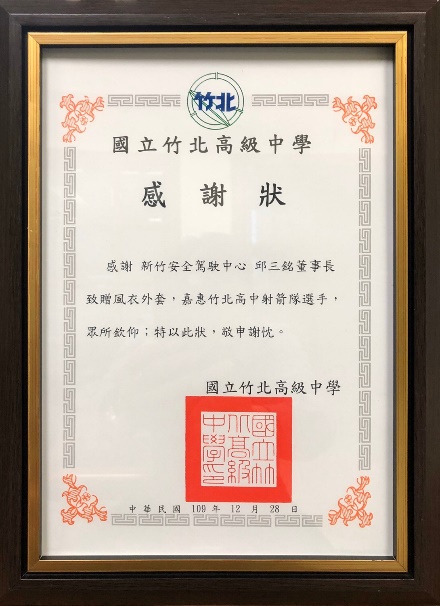 竹北
國立竹北高級中學
感謝狀
感謝 新竹安全駕駛中心 邱三銘董事長
致贈風衣外套，嘉惠竹北高中射箭隊選手，
眾所欽仰；特以此狀，敬申謝忱。
國立竹北高級中學
國立竹
北高級
中學印
中華民國 109 年 12 月 28 日